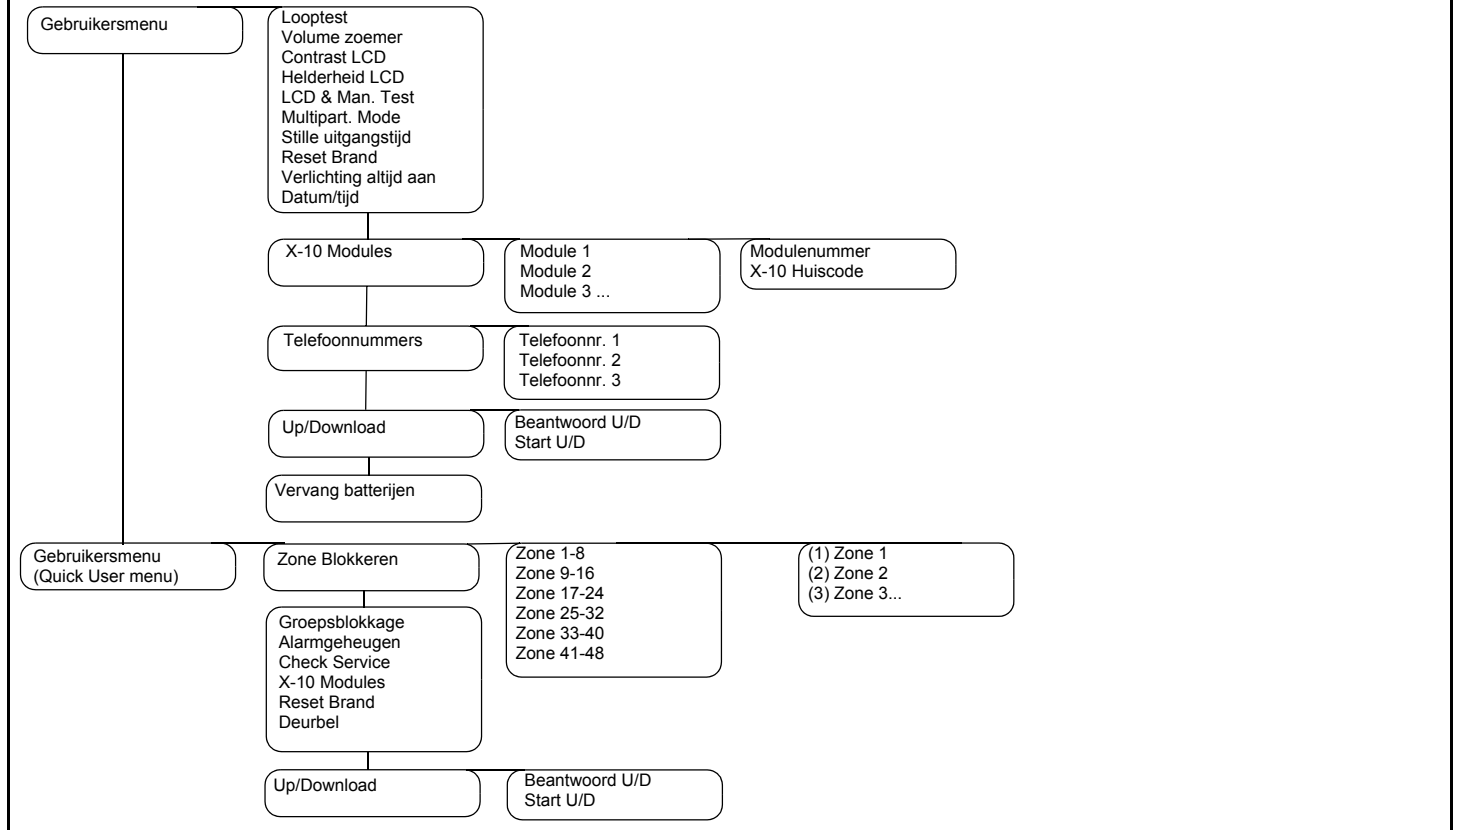 Gebruikersmenu
Looptest
Volume zoemer
Contrast LCD
Helderheid LCD
LCD & Man. Test
Multipart. Mode
Stille uitgangstijd
Reset Brand
Verlichting altijd aan
Datum/tijd
X-10 Modules
Module 1
Module 2
Module 3 ...
Modulenummer
X-10 Huiscode
Telefoonnummers
Telefoonnr. 1
Telefoonnr. 2
Telefoonnr. 3
Up/Download
Beantwoord U/D
Start U/D
Vervang batterijen
Gebruikersmenu
(Quick User menu)
Zone Blokkeren
Zone 1-8
Zone 9-16
Zone 17-24
Zone 25-32
Zone 33-40
Zone 41-48
(1) Zone 1
(2) Zone 2
(3) Zone 3...
Groepsblokkage
Alarmgeheugen
Check Service
X-10 Modules
Reset Brand
Deurbel
Up/Download
Beantwoord U/D
Start U/D